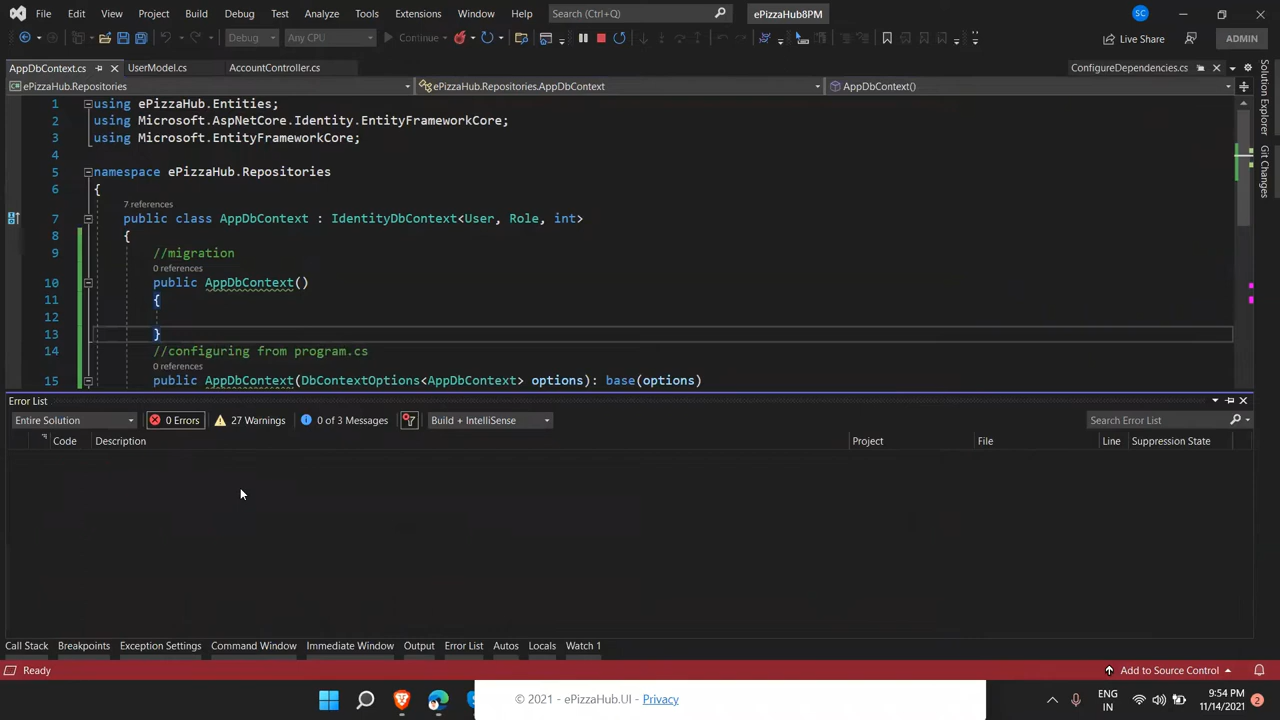 File Edit View Git Project Build Debug Test Analyze Tools Extensions Window Help Search (Ctrl+Q) ePizzaHub8PM SC
Debug Any CPU Continue Live Share ADMIN
AppDbContext.cs UserModel.cs AccountController.cs ConfigureDependencies.cs
ePizzaHub.Repositories ePizzaHub.Repositories.AppDbContext AppDbContext()
1 using ePizzaHub.Entities;
2 using Microsoft.AspNetCore.Identity.EntityFrameworkCore;
3 using Microsoft.EntityFrameworkCore;
4
5 namespace ePizzaHub.Repositories
6 {
7 references
7 public class AppDbContext : IdentityDbContext<User, Role, int>
8 {
9 //migration
0 references
10 public AppDbContext()
11 {
12
13 }
14 //configuring from program.cs
0 references
15 public AppDbContext(DbContextOptions<AppDbContext> options): base(options)
Solution Explorer
Git Changes
Error List
Entire Solution 0 Errors 27 Warnings 0 of 3 Messages Build + IntelliSense Search Error List
Code Description Project File Line Suppression State
Call Stack Breakpoints Exception Settings Command Window Immediate Window Output Error List Autos Locals Watch 1
Ready Add to Source Control
© 2021 - ePizzaHub.UI - Privacy
ENG
IN
9:54 PM
11/14/2021
2